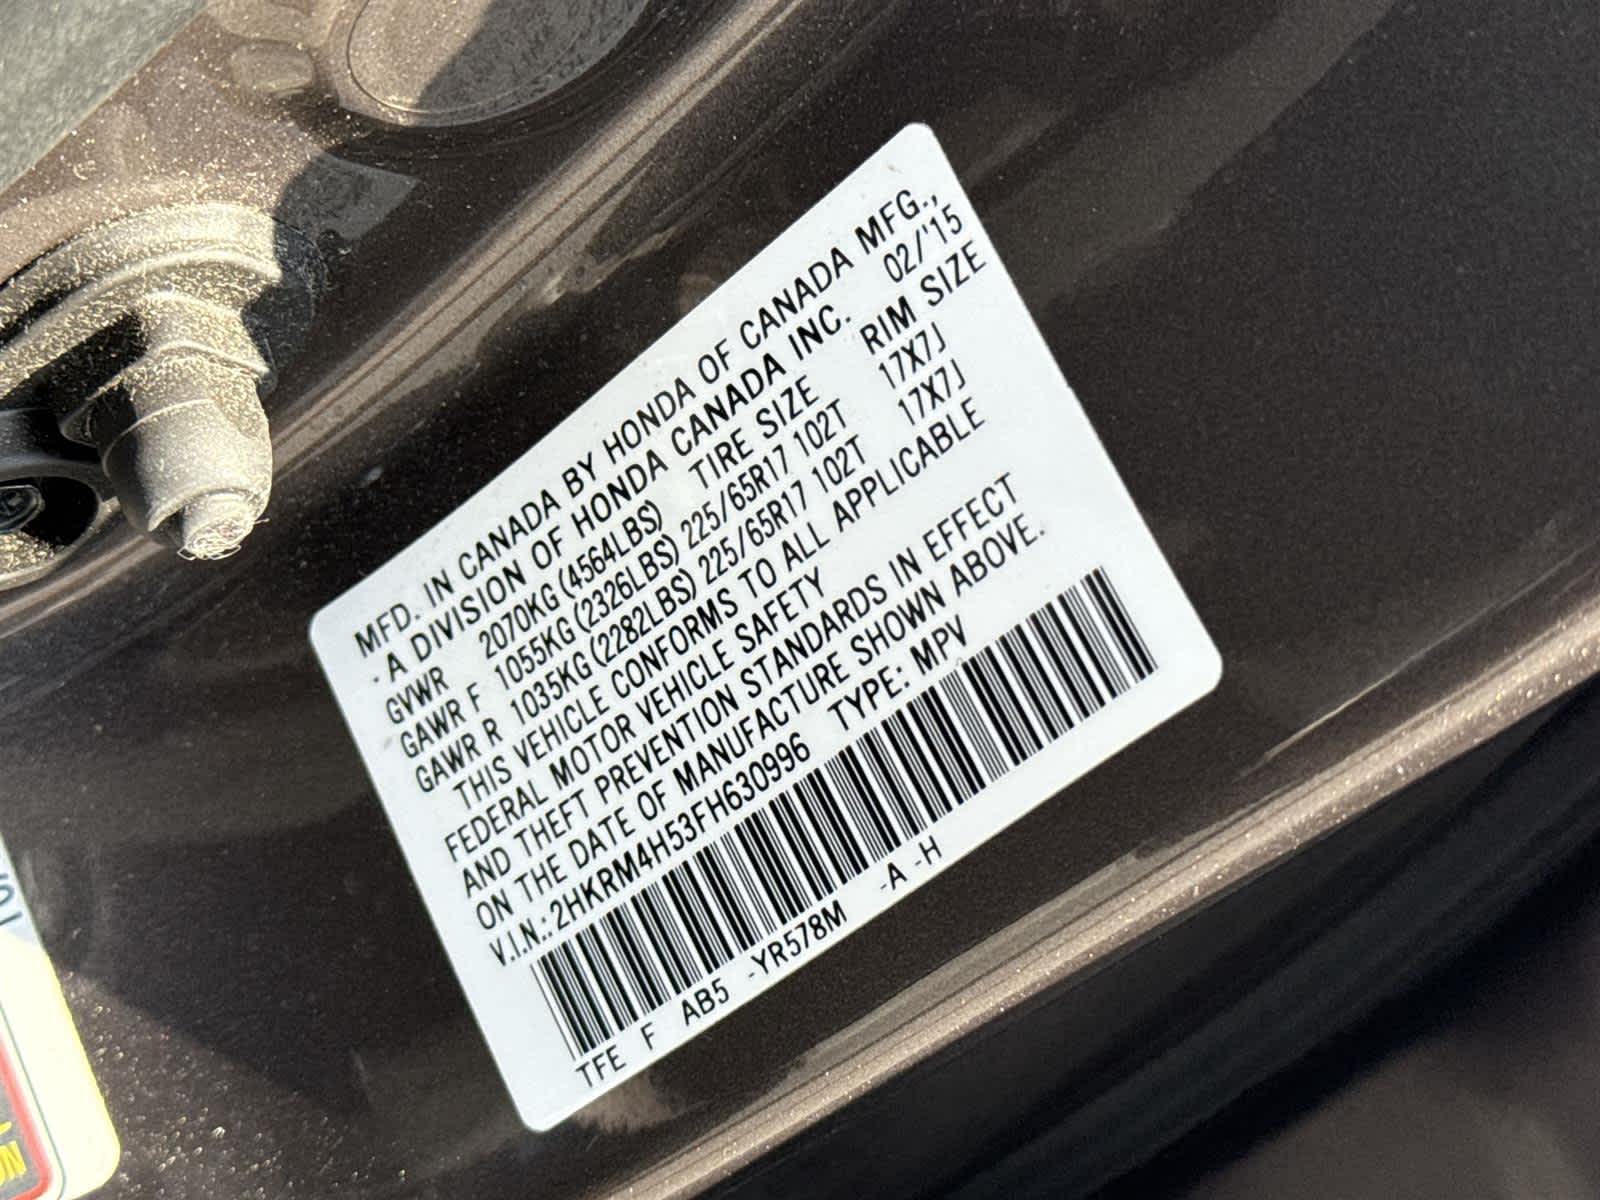 MFD. IN CANADA BY HONDA OF CANADA MFG.,
. A DIVISION OF HONDA CANADA INC. 02/'15
GVWR 2070KG(4564LBS) TIRE SIZE RIM SIZE
GAWR F 1055KG(2326LBS) 225/65R17 102T 17X7J
GAWR R 1035KG(2282LBS) 225/65R17 102T 17X7J
THIS VEHICLE CONFORMS TO ALL APPLICABLE
FEDERAL MOTOR VEHICLE SAFETY
AND THEFT PREVENTION STANDARDS IN EFFECT
ON THE DATE OF MANUFACTURE SHOWN ABOVE.
V.I.N.:2HKRM4H53FH630996 TYPE: MPV
TFE F AB5 -YR578M -A -H